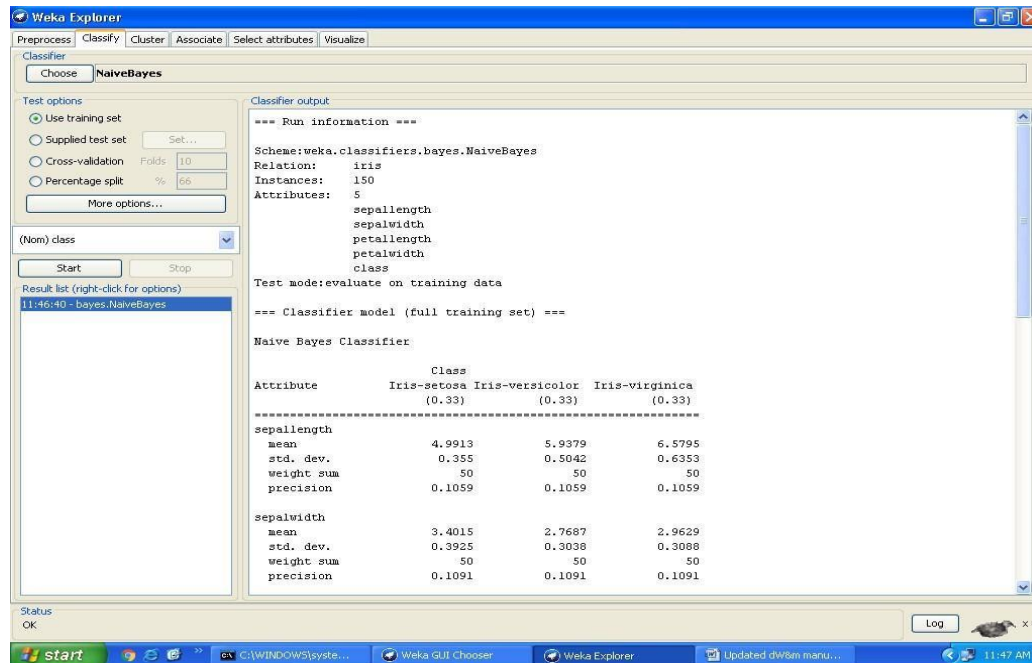 Weka Explorer
Preprocess Classify Cluster Associate Select attributes Visualize
Classifier
Choose NaiveBayes
Test options
Use training set
Supplied test set Set...
Cross-validation Folds 10
Percentage split % 66
More options...
(Nom) class
Start Stop
Result list (right-click for options)
11:46:40 - bayes.NaiveBayes
Classifier output
=== Run information ===
Scheme:weka.classifiers.bayes.NaiveBayes
Relation: iris
Instances: 150
Attributes: 5
sepallength
sepalwidth
petallength
petalwidth
class
Test mode:evaluate on training data
=== Classifier model (full training set) ===
Naive Bayes Classifier
Class
Attribute Iris-setosa Iris-versicolor Iris-virginica
(0.33) (0.33) (0.33)
===============================================================
sepallength
mean 4.9913 5.9379 6.5795
std. dev. 0.355 0.5042 0.6353
weight sum 50 50 50
precision 0.1059 0.1059 0.1059
sepalwidth
mean 3.4015 2.7687 2.9629
std. dev. 0.3925 0.3038 0.3088
weight sum 50 50 50
precision 0.1091 0.1091 0.1091
Status
OK
Log x
start C:\WINDOWS\syste... Weka GUI Chooser Weka Explorer Updated dW&m manu... 11:47 AM